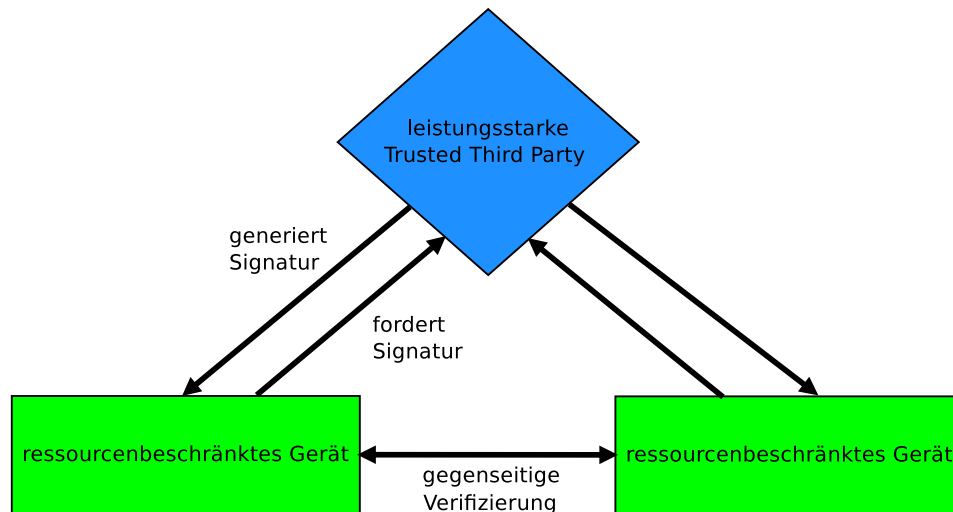 leistungsstarke
Trusted Third Party
generiert
Signatur
fordert
Signatur
ressourcenbeschränktes Gerät
ressourcenbeschränktes Gerät
gegenseitige
Verifizierung